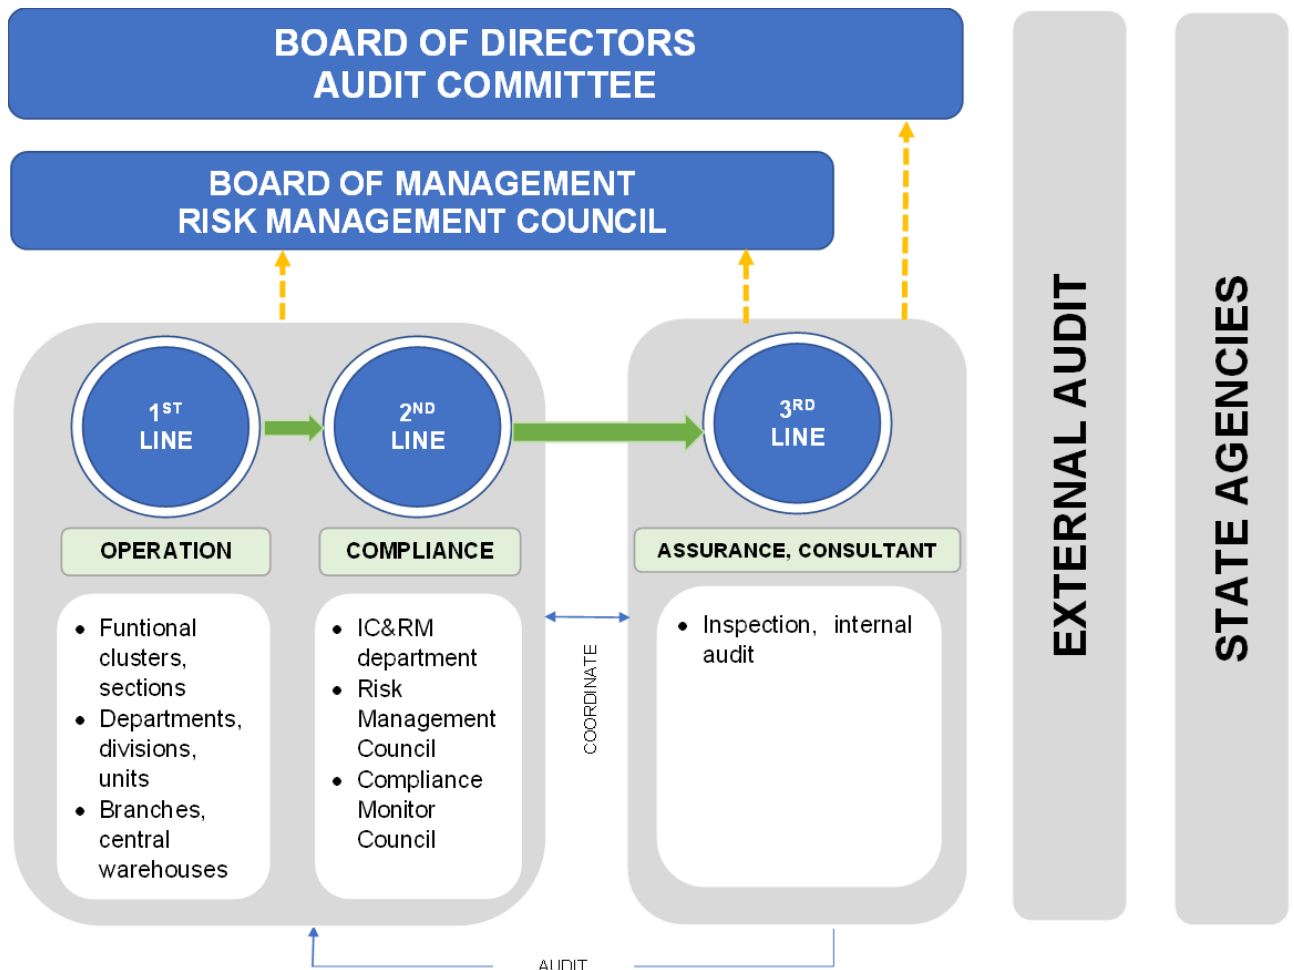 BOARD OF DIRECTORS
AUDIT COMMITTEE
BOARD OF MANAGEMENT
RISK MANAGEMENT COUNCIL
1ST
LINE
2ND
LINE
3RD
LINE
OPERATION
COMPLIANCE
ASSURANCE, CONSULTANT
• Funtional
clusters,
sections
• Departments,
divisions,
units
• Branches,
central
warehouses
• IC&RM
department
• Risk
Management
Council
• Compliance
Monitor
Council
COORDINATE
• Inspection, internal
audit
AUDIT
EXTERNAL AUDIT
STATE AGENCIES